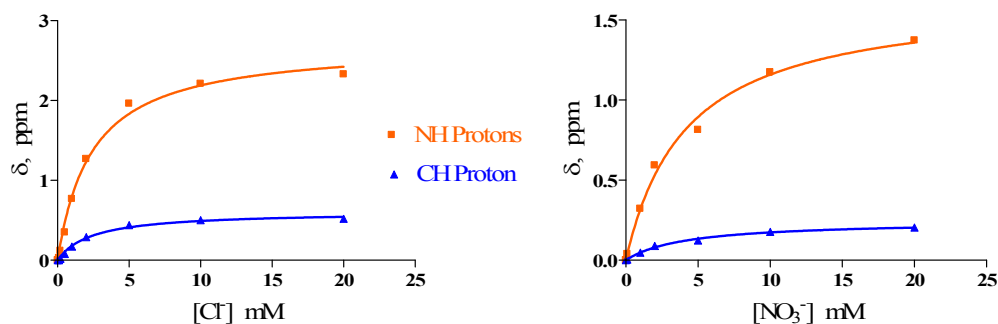 3
2
1
0
δ, ppm
0 5 10 15 20 25
[Cl⁻] mM
NH Protons
CH Proton
1.5
1.0
0.5
0.0
δ, ppm
0 5 10 15 20 25
[NO₃⁻] mM